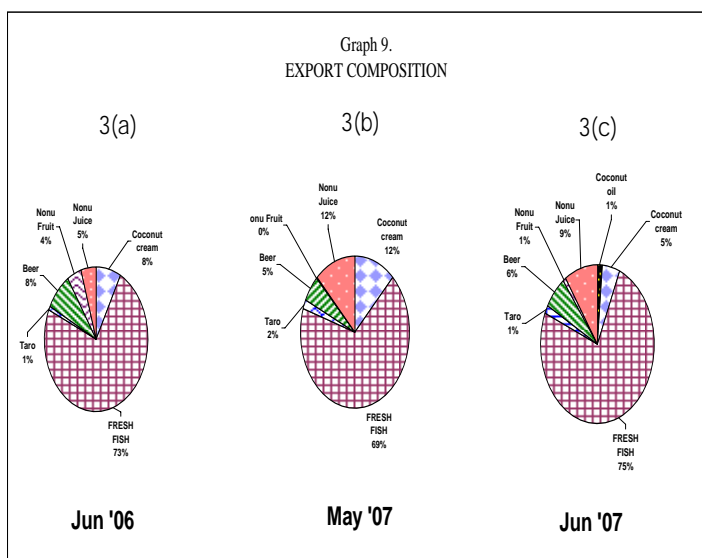 Graph 9.
EXPORT COMPOSITION
3(a)
3(b)
3(c)
Nonu
Fruit
4%
Nonu
Juice
5%
Coconut
cream
8%
Beer
8%
Taro
1%
FRESH
FISH
73%
Jun '06
onu Fruit
0%
Nonu
Juice
12%
Coconut
cream
12%
Beer
5%
Taro
2%
FRESH
FISH
69%
May '07
Nonu
Fruit
1%
Nonu
Juice
9%
Coconut
oil
1%
Coconut
cream
5%
Beer
6%
Taro
1%
FRESH
FISH
75%
Jun '07